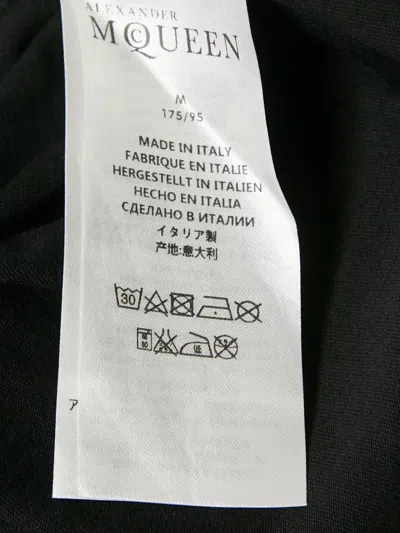 ALEXANDER
MCQUEEN
M
175/95
MADE IN ITALY
FABRIQUE EN ITALIE
HERGESTELLT IN ITALIEN
HECHO EN ITALIA
СДЕЛАНО В ИТАЛИИ
イタリア製
产地:意大利
30
ア